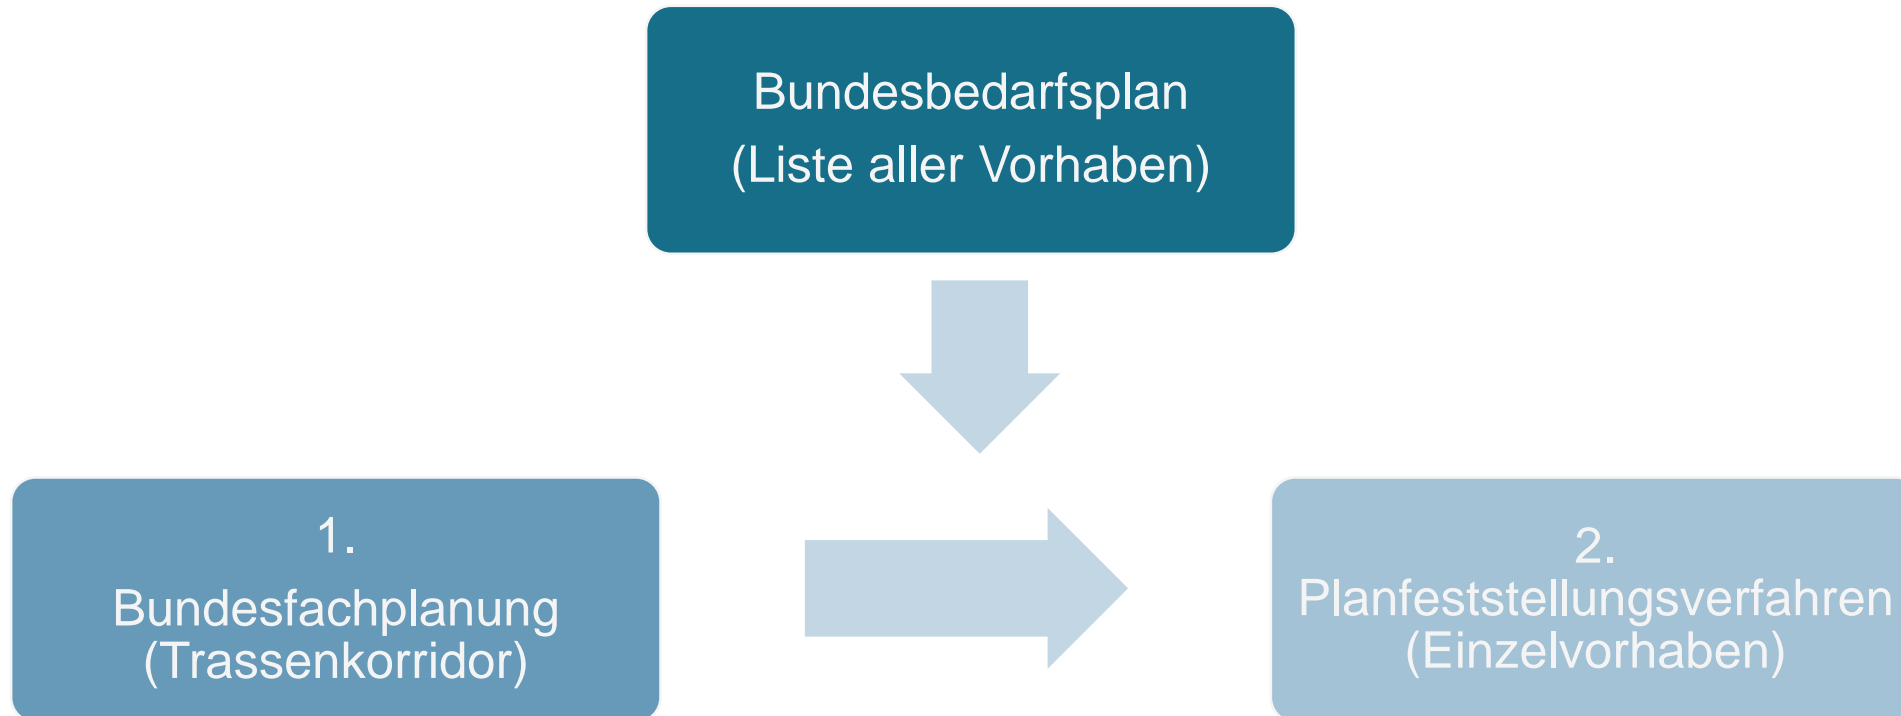 Bundesbedarfsplan
(Liste aller Vorhaben)
1.
Bundesfachplanung
(Trassenkorridor)
2.
Planfeststellungsverfahren
(Einzelvorhaben)